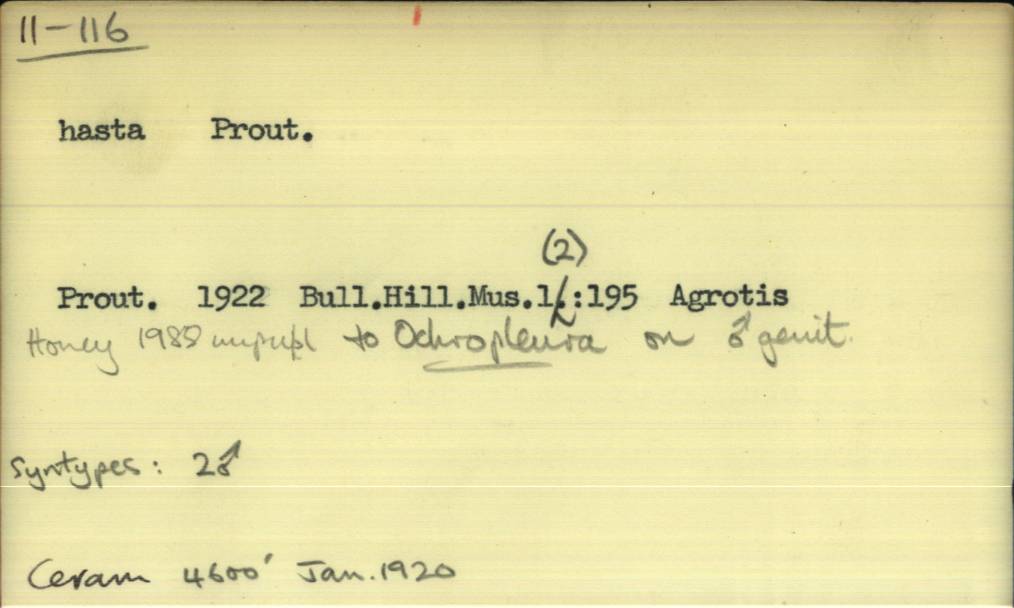 11-116
hasta Prout.
(2)
Prout. 1922 Bull.Hill.Mus.1.:195 Agrotis
Honey 1985 unpubl to Ochropleura on ♂ genit.
Syntypes: 2♂
Ceram 4600' Jan. 1920